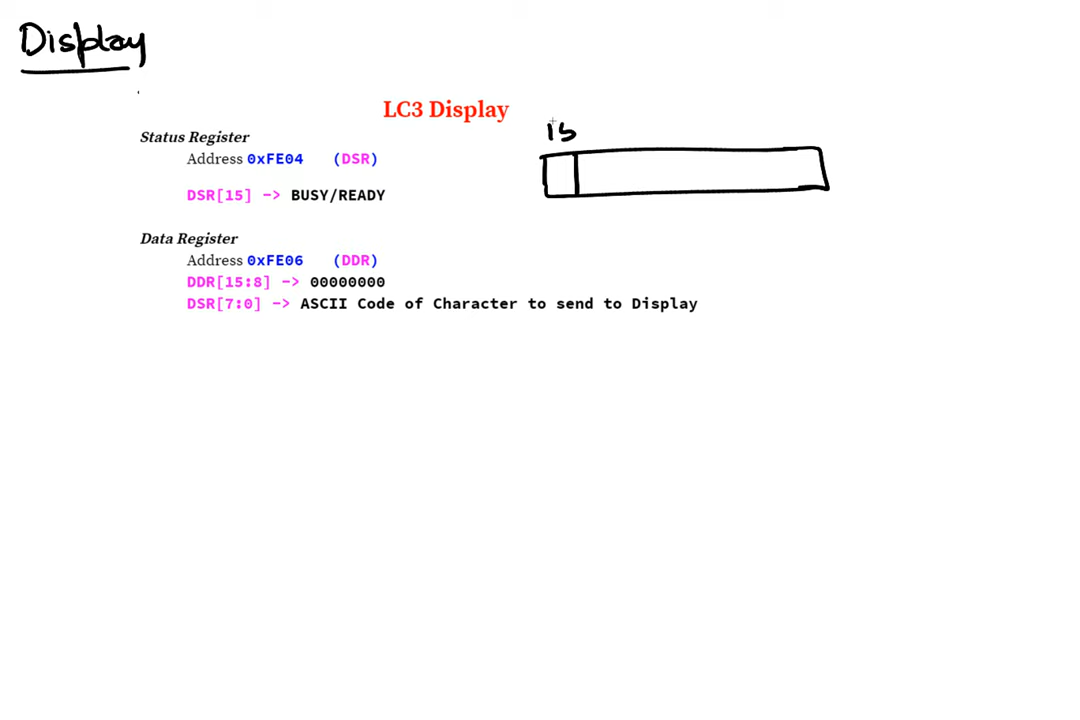 Display
LC3 Display
15
Status Register
Address 0xFE04 (DSR)
DSR[15] -> BUSY/READY
Data Register
Address 0xFE06 (DDR)
DDR[15:8] -> 00000000
DSR[7:0] -> ASCII Code of Character to send to Display